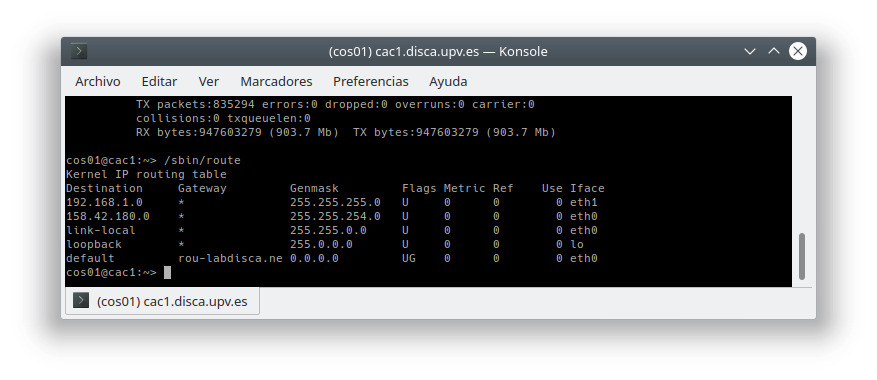 (cos01) cac1.disca.upv.es — Konsole
Archivo Editar Ver Marcadores Preferencias Ayuda
TX packets:835294 errors:0 dropped:0 overruns:0 carrier:0
collisions:0 txqueuelen:0
RX bytes:947603279 (903.7 Mb)  TX bytes:947603279 (903.7 Mb)
cos01@cac1:~> /sbin/route
Kernel IP routing table
Destination     Gateway         Genmask         Flags Metric Ref    Use Iface
192.168.1.0     *               255.255.255.0   U     0      0        0 eth1
158.42.180.0    *               255.255.254.0   U     0      0        0 eth0
link-local      *               255.255.0.0     U     0      0        0 eth0
loopback        *               255.0.0.0       U     0      0        0 lo
default         rou-labdisca.ne 0.0.0.0         UG    0      0        0 eth0
cos01@cac1:~>
(cos01) cac1.disca.upv.es